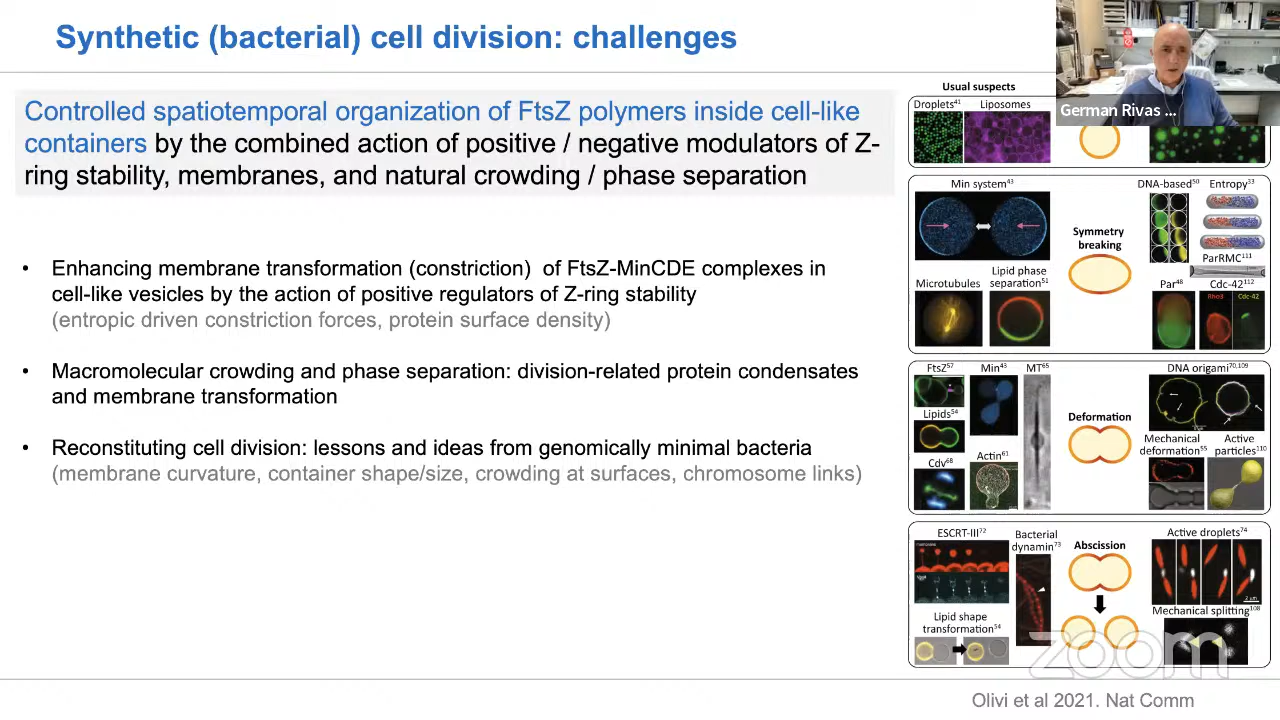 Synthetic (bacterial) cell division: challenges
Controlled spatiotemporal organization of FtsZ polymers inside cell-like
containers by the combined action of positive / negative modulators of Z-
ring stability, membranes, and natural crowding / phase separation
• Enhancing membrane transformation (constriction) of FtsZ-MinCDE complexes in
cell-like vesicles by the action of positive regulators of Z-ring stability
(entropic driven constriction forces, protein surface density)
• Macromolecular crowding and phase separation: division-related protein condensates
and membrane transformation
• Reconstituting cell division: lessons and ideas from genomically minimal bacteria
(membrane curvature, container shape/size, crowding at surfaces, chromosome links)
German Rivas ...
Usual suspects
Droplets41 Liposomes
Min system43
DNA-based50 Entropy33
Symmetry
breaking
ParRMC111
Microtubules
Lipid phase
separation51
Par48
Cdc-42112
Rheil Cdc-42
FtsZ57 Min43 MT65
DNA origami70,109
Lipids54
Deformation
Cdv68
Actin61
Mechanical
deformation55
Active
particles110
ESCRT-III72
Bacterial
dynamin73
Abscission
Active droplets74
2 µm
Lipid shape
transformation54
Mechanical splitting108
zoom
Olivi et al 2021. Nat Comm